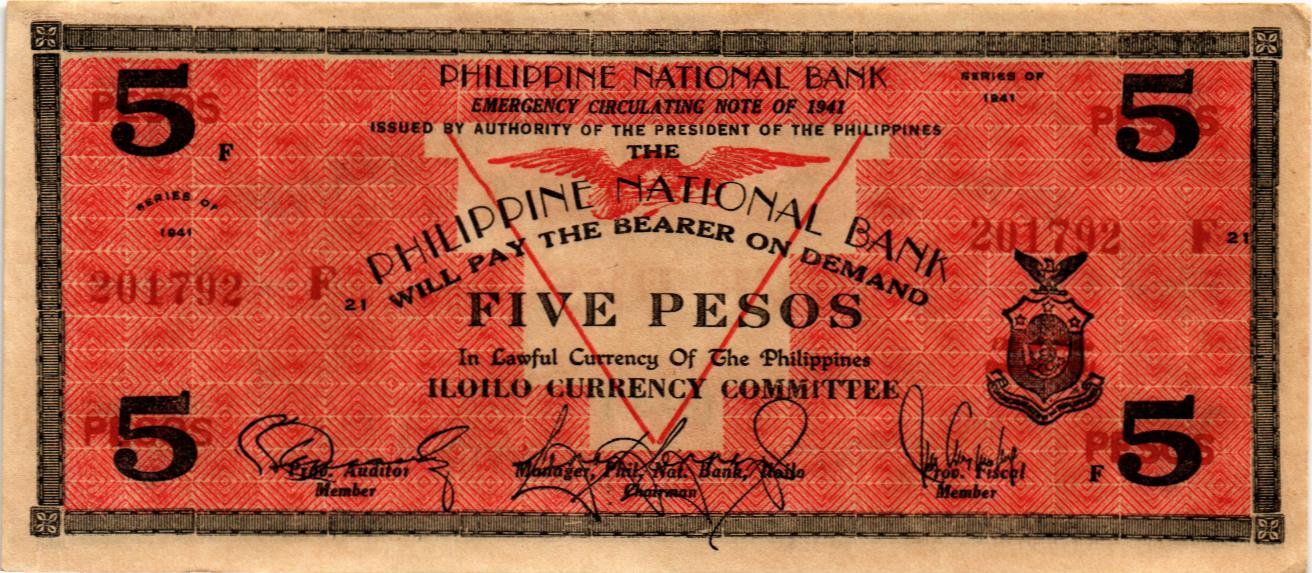 PHILIPPINE NATIONAL BANK
EMERGENCY CIRCULATING NOTE OF 1941
ISSUED BY AUTHORITY OF THE PRESIDENT OF THE PHILIPPINES
SERIES OF
1941
PESOS
5
F
PESOS
5
THE
PHILIPPINE NATIONAL BANK
WILL PAY THE BEARER ON DEMAND
SERIES OF
1941
201792 F 21
201792 F 21
FIVE PESOS
In Lawful Currency Of The Philippines
ILOILO CURRENCY COMMITTEE
PESOS
5
PESOS
F 5
Prov. Auditor
Member
Manager, Phil. Nat. Bank, Iloilo
Chairman
Prov. Fiscal
Member